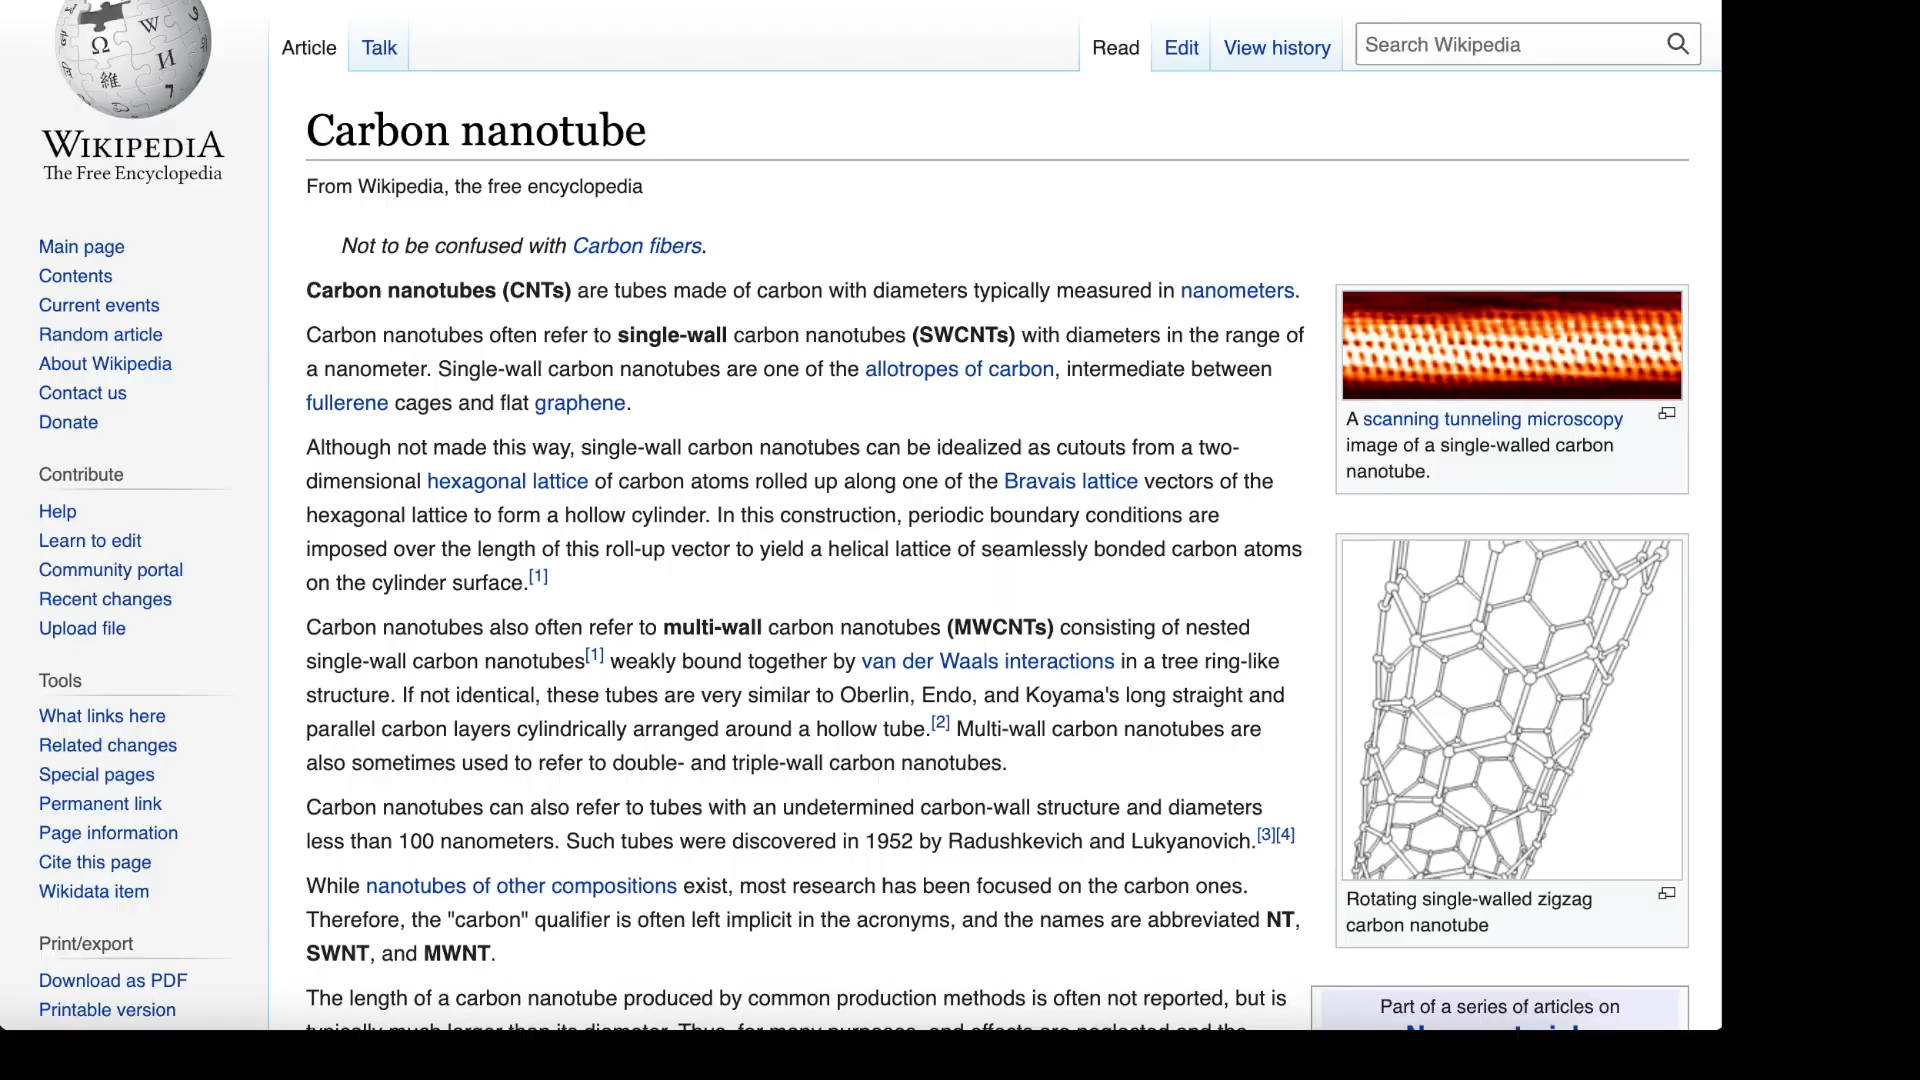 Ω W И 維 7
WIKIPEDIA
The Free Encyclopedia
Main page
Contents
Current events
Random article
About Wikipedia
Contact us
Donate
Contribute
Help
Learn to edit
Community portal
Recent changes
Upload file
Tools
What links here
Related changes
Special pages
Permanent link
Page information
Cite this page
Wikidata item
Print/export
Download as PDF
Printable version
Article Talk Read Edit View history Search Wikipedia
Carbon nanotube
From Wikipedia, the free encyclopedia
Not to be confused with Carbon fibers.
Carbon nanotubes (CNTs) are tubes made of carbon with diameters typically measured in nanometers.
Carbon nanotubes often refer to single-wall carbon nanotubes (SWCNTs) with diameters in the range of
a nanometer. Single-wall carbon nanotubes are one of the allotropes of carbon, intermediate between
fullerene cages and flat graphene.
Although not made this way, single-wall carbon nanotubes can be idealized as cutouts from a two-
dimensional hexagonal lattice of carbon atoms rolled up along one of the Bravais lattice vectors of the
hexagonal lattice to form a hollow cylinder. In this construction, periodic boundary conditions are
imposed over the length of this roll-up vector to yield a helical lattice of seamlessly bonded carbon atoms
on the cylinder surface.[1]
Carbon nanotubes also often refer to multi-wall carbon nanotubes (MWCNTs) consisting of nested
single-wall carbon nanotubes[1] weakly bound together by van der Waals interactions in a tree ring-like
structure. If not identical, these tubes are very similar to Oberlin, Endo, and Koyama's long straight and
parallel carbon layers cylindrically arranged around a hollow tube.[2] Multi-wall carbon nanotubes are
also sometimes used to refer to double- and triple-wall carbon nanotubes.
Carbon nanotubes can also refer to tubes with an undetermined carbon-wall structure and diameters
less than 100 nanometers. Such tubes were discovered in 1952 by Radushkevich and Lukyanovich.[3][4]
While nanotubes of other compositions exist, most research has been focused on the carbon ones.
Therefore, the "carbon" qualifier is often left implicit in the acronyms, and the names are abbreviated NT,
SWNT, and MWNT.
The length of a carbon nanotube produced by common production methods is often not reported, but is
typically much larger than its diameter. Thus, for many purposes, end effects are neglected and the
A scanning tunneling microscopy
image of a single-walled carbon
nanotube.
Rotating single-walled zigzag
carbon nanotube
Part of a series of articles on